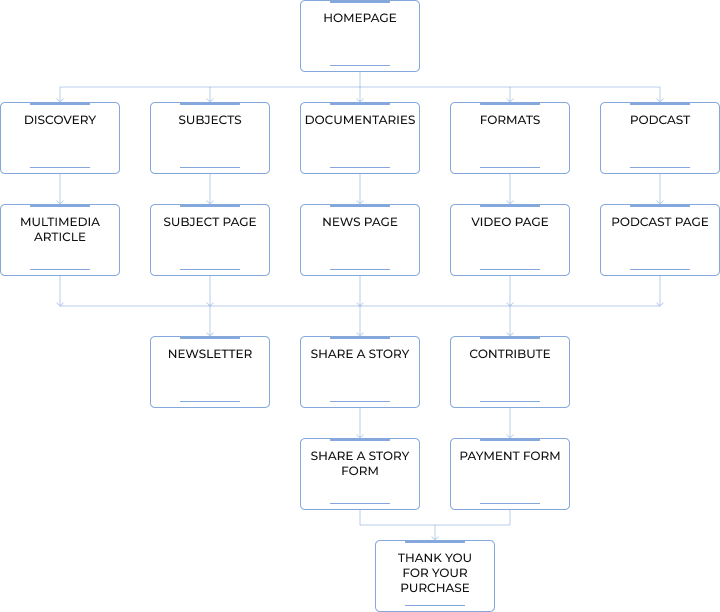 HOMEPAGE
DISCOVERY
SUBJECTS
DOCUMENTARIES
FORMATS
PODCAST
MULTIMEDIA
ARTICLE
SUBJECT PAGE
NEWS PAGE
VIDEO PAGE
PODCAST PAGE
NEWSLETTER
SHARE A STORY
CONTRIBUTE
SHARE A STORY
FORM
PAYMENT FORM
THANK YOU
FOR YOUR
PURCHASE